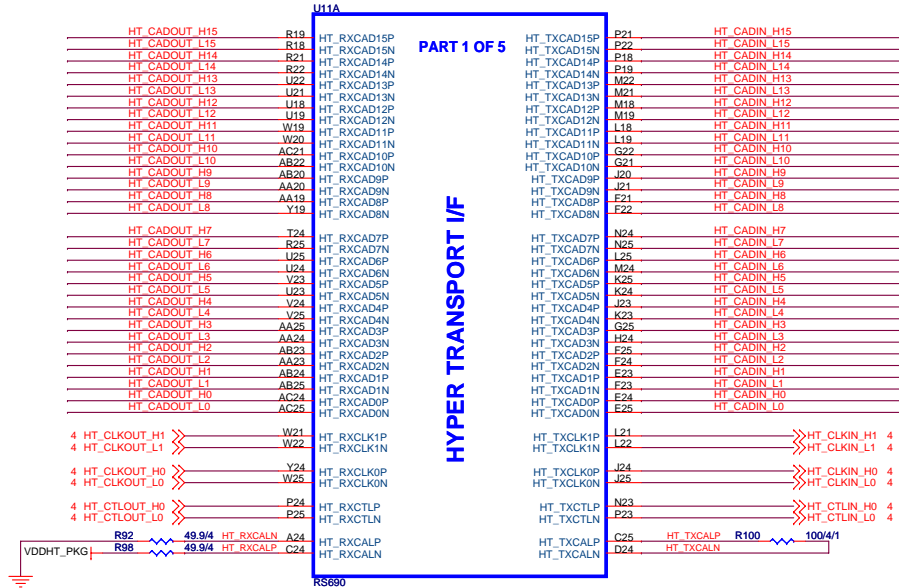 U11A
PART 1 OF 5
HYPER TRANSPORT I/F
HT_CADOUT_H15 R19 HT_RXCAD15P HT_TXCAD15P P21 HT_CADIN_H15
HT_CADOUT_L15 R18 HT_RXCAD15N HT_TXCAD15N P22 HT_CADIN_L15
HT_CADOUT_H14 R21 HT_RXCAD14P HT_TXCAD14P P18 HT_CADIN_H14
HT_CADOUT_L14 R22 HT_RXCAD14N HT_TXCAD14N P19 HT_CADIN_L14
HT_CADOUT_H13 U22 HT_RXCAD13P HT_TXCAD13P M22 HT_CADIN_H13
HT_CADOUT_L13 U21 HT_RXCAD13N HT_TXCAD13N M21 HT_CADIN_L13
HT_CADOUT_H12 U18 HT_RXCAD12P HT_TXCAD12P M18 HT_CADIN_H12
HT_CADOUT_L12 U19 HT_RXCAD12N HT_TXCAD12N M19 HT_CADIN_L12
HT_CADOUT_H11 W19 HT_RXCAD11P HT_TXCAD11P L18 HT_CADIN_H11
HT_CADOUT_L11 W20 HT_RXCAD11N HT_TXCAD11N L19 HT_CADIN_L11
HT_CADOUT_H10 AC21 HT_RXCAD10P HT_TXCAD10P G22 HT_CADIN_H10
HT_CADOUT_L10 AB22 HT_RXCAD10N HT_TXCAD10N G21 HT_CADIN_L10
HT_CADOUT_H9 AB20 HT_RXCAD9P HT_TXCAD9P J20 HT_CADIN_H9
HT_CADOUT_L9 AA20 HT_RXCAD9N HT_TXCAD9N J21 HT_CADIN_L9
HT_CADOUT_H8 AA19 HT_RXCAD8P HT_TXCAD8P F21 HT_CADIN_H8
HT_CADOUT_L8 Y19 HT_RXCAD8N HT_TXCAD8N F22 HT_CADIN_L8
HT_CADOUT_H7 T24 HT_RXCAD7P HT_TXCAD7P N24 HT_CADIN_H7
HT_CADOUT_L7 R25 HT_RXCAD7N HT_TXCAD7N N25 HT_CADIN_L7
HT_CADOUT_H6 U25 HT_RXCAD6P HT_TXCAD6P L25 HT_CADIN_H6
HT_CADOUT_L6 U24 HT_RXCAD6N HT_TXCAD6N M24 HT_CADIN_L6
HT_CADOUT_H5 V23 HT_RXCAD5P HT_TXCAD5P K25 HT_CADIN_H5
HT_CADOUT_L5 U23 HT_RXCAD5N HT_TXCAD5N K24 HT_CADIN_L5
HT_CADOUT_H4 V24 HT_RXCAD4P HT_TXCAD4P J23 HT_CADIN_H4
HT_CADOUT_L4 V25 HT_RXCAD4N HT_TXCAD4N K23 HT_CADIN_L4
HT_CADOUT_H3 AA25 HT_RXCAD3P HT_TXCAD3P G25 HT_CADIN_H3
HT_CADOUT_L3 AA24 HT_RXCAD3N HT_TXCAD3N H24 HT_CADIN_L3
HT_CADOUT_H2 AB23 HT_RXCAD2P HT_TXCAD2P F25 HT_CADIN_H2
HT_CADOUT_L2 AA23 HT_RXCAD2N HT_TXCAD2N F24 HT_CADIN_L2
HT_CADOUT_H1 AB24 HT_RXCAD1P HT_TXCAD1P E23 HT_CADIN_H1
HT_CADOUT_L1 AB25 HT_RXCAD1N HT_TXCAD1N F23 HT_CADIN_L1
HT_CADOUT_H0 AC24 HT_RXCAD0P HT_TXCAD0P E24 HT_CADIN_H0
HT_CADOUT_L0 AC25 HT_RXCAD0N HT_TXCAD0N E25 HT_CADIN_L0
4 HT_CLKOUT_H1 W21 HT_RXCLK1P HT_TXCLK1P L21 HT_CLKIN_H1 4
4 HT_CLKOUT_L1 W22 HT_RXCLK1N HT_TXCLK1N L22 HT_CLKIN_L1 4
4 HT_CLKOUT_H0 Y24 HT_RXCLK0P HT_TXCLK0P J24 HT_CLKIN_H0 4
4 HT_CLKOUT_L0 W25 HT_RXCLK0N HT_TXCLK0N J25 HT_CLKIN_L0 4
4 HT_CTLOUT_H0 P24 HT_RXCTLP HT_TXCTLP N23 HT_CTLIN_H0 4
4 HT_CTLOUT_L0 P25 HT_RXCTLN HT_TXCTLN P23 HT_CTLIN_L0 4
R92 49.9/4 HT_RXCALN A24 HT_RXCALP HT_TXCALP C25 HT_TXCALP R100 100/4/1
VDDHT_PKG R98 49.9/4 HT_RXCALP C24 HT_RXCALN HT_TXCALN D24 HT_TXCALN
RS690